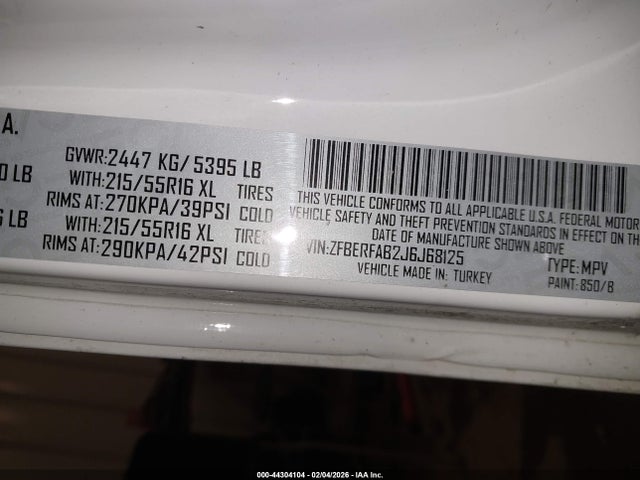 A.
GVWR:2447 KG/ 5395 LB
0 LB WITH:215/55R16 XL TIRES
RIMS AT:270KPA/39PSI COLD
LB WITH:215/55R16 XL TIRES
RIMS AT:290KPA/42PSI COLD
THIS VEHICLE CONFORMS TO ALL APPLICABLE U.S.A. FEDERAL MOTOR
VEHICLE SAFETY AND THEFT PREVENTION STANDARDS IN EFFECT ON TH
DATE OF MANUFACTURE SHOWN ABOVE
VIN:ZFBERFAB2J6J68125 TYPE:MPV
VEHICLE MADE IN: TURKEY PAINT: 850/B
000-44304104 - 02/04/2026 - IAA Inc.